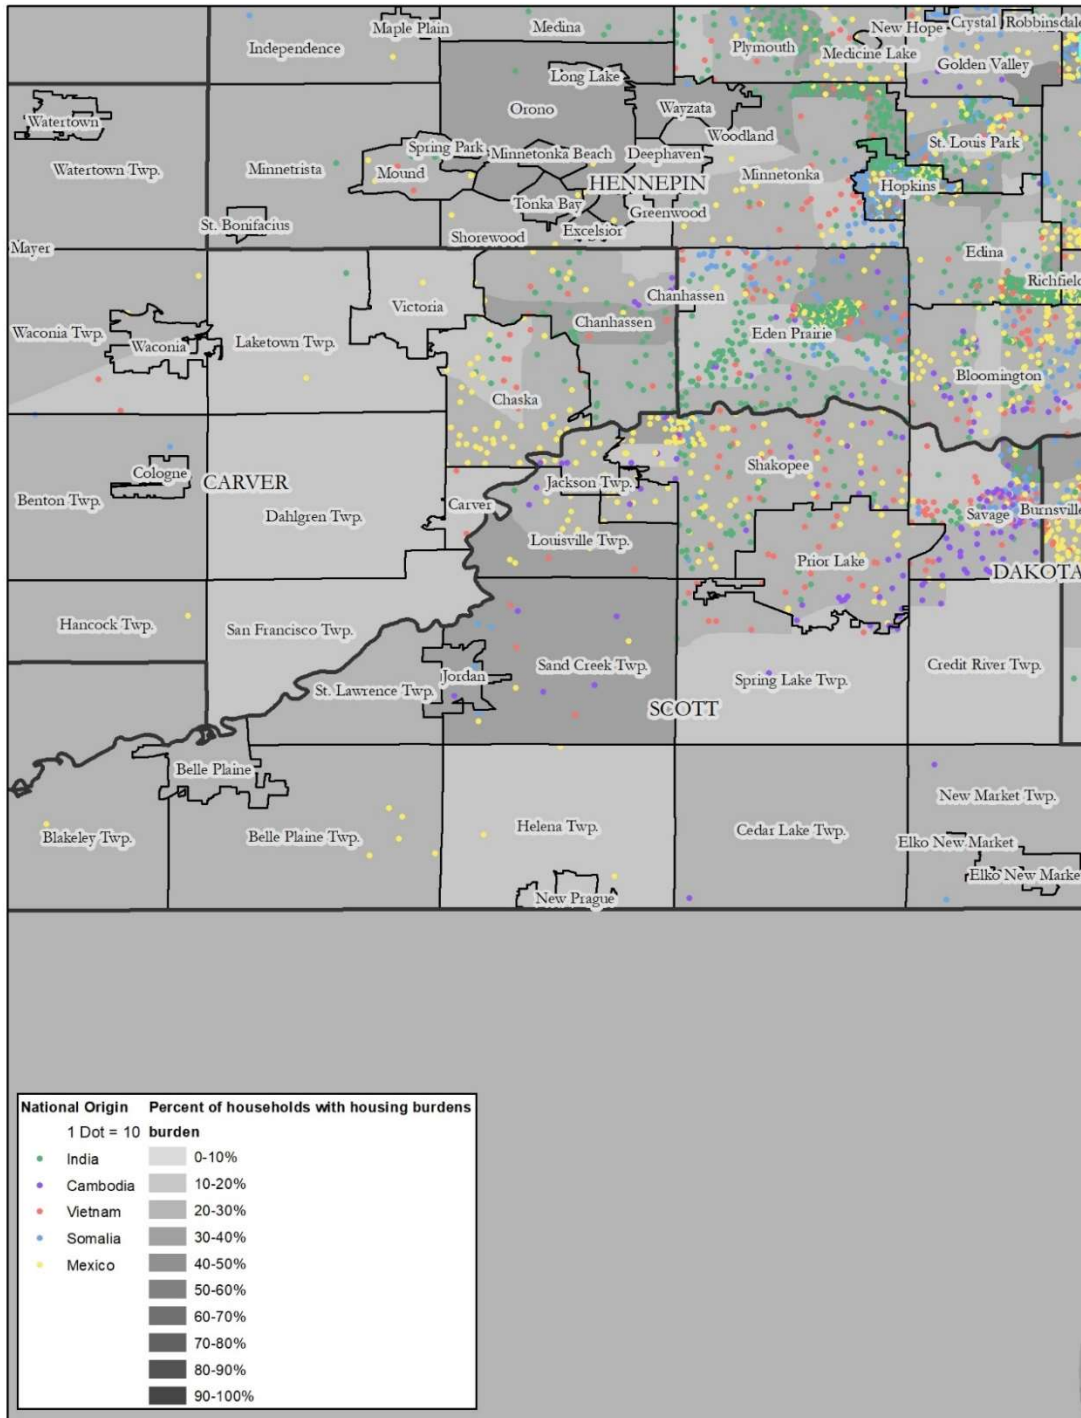 Maple Plain
Medina
New Hope
Crystal
Robbinsdale
Independence
Plymouth
Medicine Lake
Golden Valley
Long Lake
Orono
Wayzata
Watertown
Woodland
St. Louis Park
Spring Park
Minnetonka Beach
Deephaven
Watertown Twp.
Minnetrista
Mound
Minnetonka
HENNEPIN
Hopkins
Tonka Bay
Greenwood
St. Bonifacius
Excelsior
Shorewood
Mayer
Edina
Richfield
Victoria
Chanhassen
Chanhassen
Waconia Twp.
Waconia
Laketown Twp.
Eden Prairie
Bloomington
Chaska
Cologne
Shakopee
CARVER
Jackson Twp.
Benton Twp.
Carver
Dahlgren Twp.
Savage
Burnsville
Louisville Twp.
Prior Lake
DAKOTA
Hancock Twp.
San Francisco Twp.
Sand Creek Twp.
Credit River Twp.
Jordan
Spring Lake Twp.
St. Lawrence Twp.
SCOTT
Belle Plaine
New Market Twp.
Helena Twp.
Cedar Lake Twp.
Blakeley Twp.
Belle Plaine Twp.
Elko New Market
Elko New Marke
New Prague
National Origin Percent of households with housing burdens
1 Dot = 10 burden
India 0-10%
Cambodia 10-20%
Vietnam 20-30%
Somalia 30-40%
Mexico 40-50%
50-60%
60-70%
70-80%
80-90%
90-100%